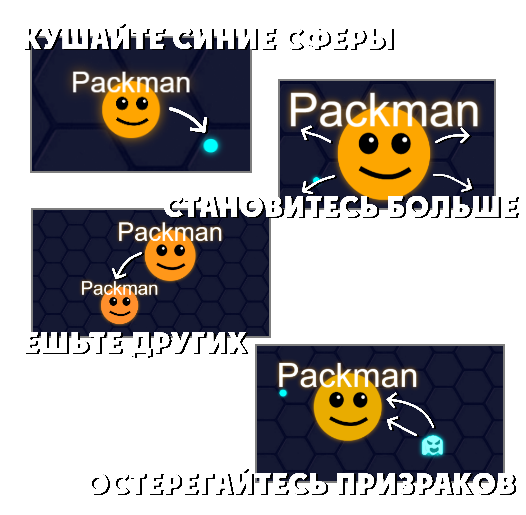 КУШАЙТЕ СИНИЕ СФЕРЫ
Packman
Packman
СТАНОВИТЕСЬ БОЛЬШЕ
Packman
Packman
ЕШЬТЕ ДРУГИХ
Packman
ОСТЕРЕГАЙТЕСЬ ПРИЗРАКОВ